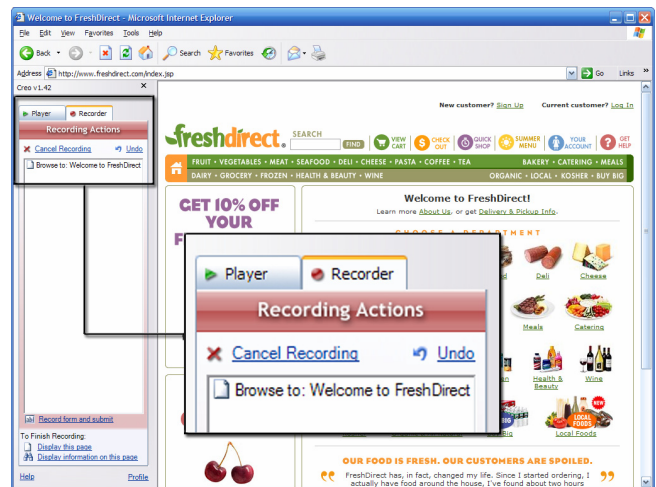 Welcome to FreshDirect - Microsoft Internet Explorer
File Edit View Favorites Tools Help
Back Search Favorites
Address http://www.freshdirect.com/index.jsp Go Links »
Creo v1.42 ×
New customer? Sign Up Current customer? Log In
Player Recorder
Recording Actions
Cancel Recording Undo
Browse to: Welcome to FreshDirect
freshdirect. SEARCH FIND VIEW CART CHECK OUT QUICK SHOP SUMMER MENU YOUR ACCOUNT GET HELP
FRUIT • VEGETABLES • MEAT • SEAFOOD • DELI • CHEESE • PASTA • COFFEE • TEA BAKERY • CATERING • MEALS
DAIRY • GROCERY • FROZEN • HEALTH & BEAUTY • WINE ORGANIC • LOCAL • KOSHER • BUY BIG
GET 10% OFF
YOUR
F
Welcome to FreshDirect!
Learn more About Us, or get Delivery & Pickup Info.
CHOOSE A DEPARTMENT
Player Recorder
Recording Actions
Cancel Recording Undo
Browse to: Welcome to FreshDirect
d Deli Cheese
Meals Catering
en Health & Beauty Wine
NEW
BIG LOCAL FOODS
Big Local Foods
Record form and submit
To Finish Recording:
Display this page
Display information on this page
Help Profile
OUR FOOD IS FRESH. OUR CUSTOMERS ARE SPOILED.
“ FreshDirect has, in fact, changed my life. Since I started ordering, I ”
actually have food around the house, I've found about two hours